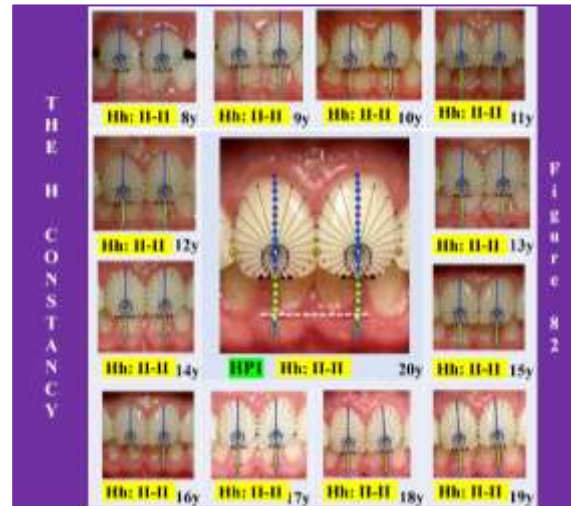 THE H CONSTANCY
Hh: II-II 8y
Hh: II-II 9y
Hh: II-II 10y
Hh: II-II 11y
Hh: II-II 12y
Hh: II-II 13y
Hh: II-II 14y
HPI Hh: II-II 20y
Hh: II-II 15y
Hh: II-II 16y
Hh: II-II 17y
Hh: II-II 18y
Hh: II-II 19y
Figure 82